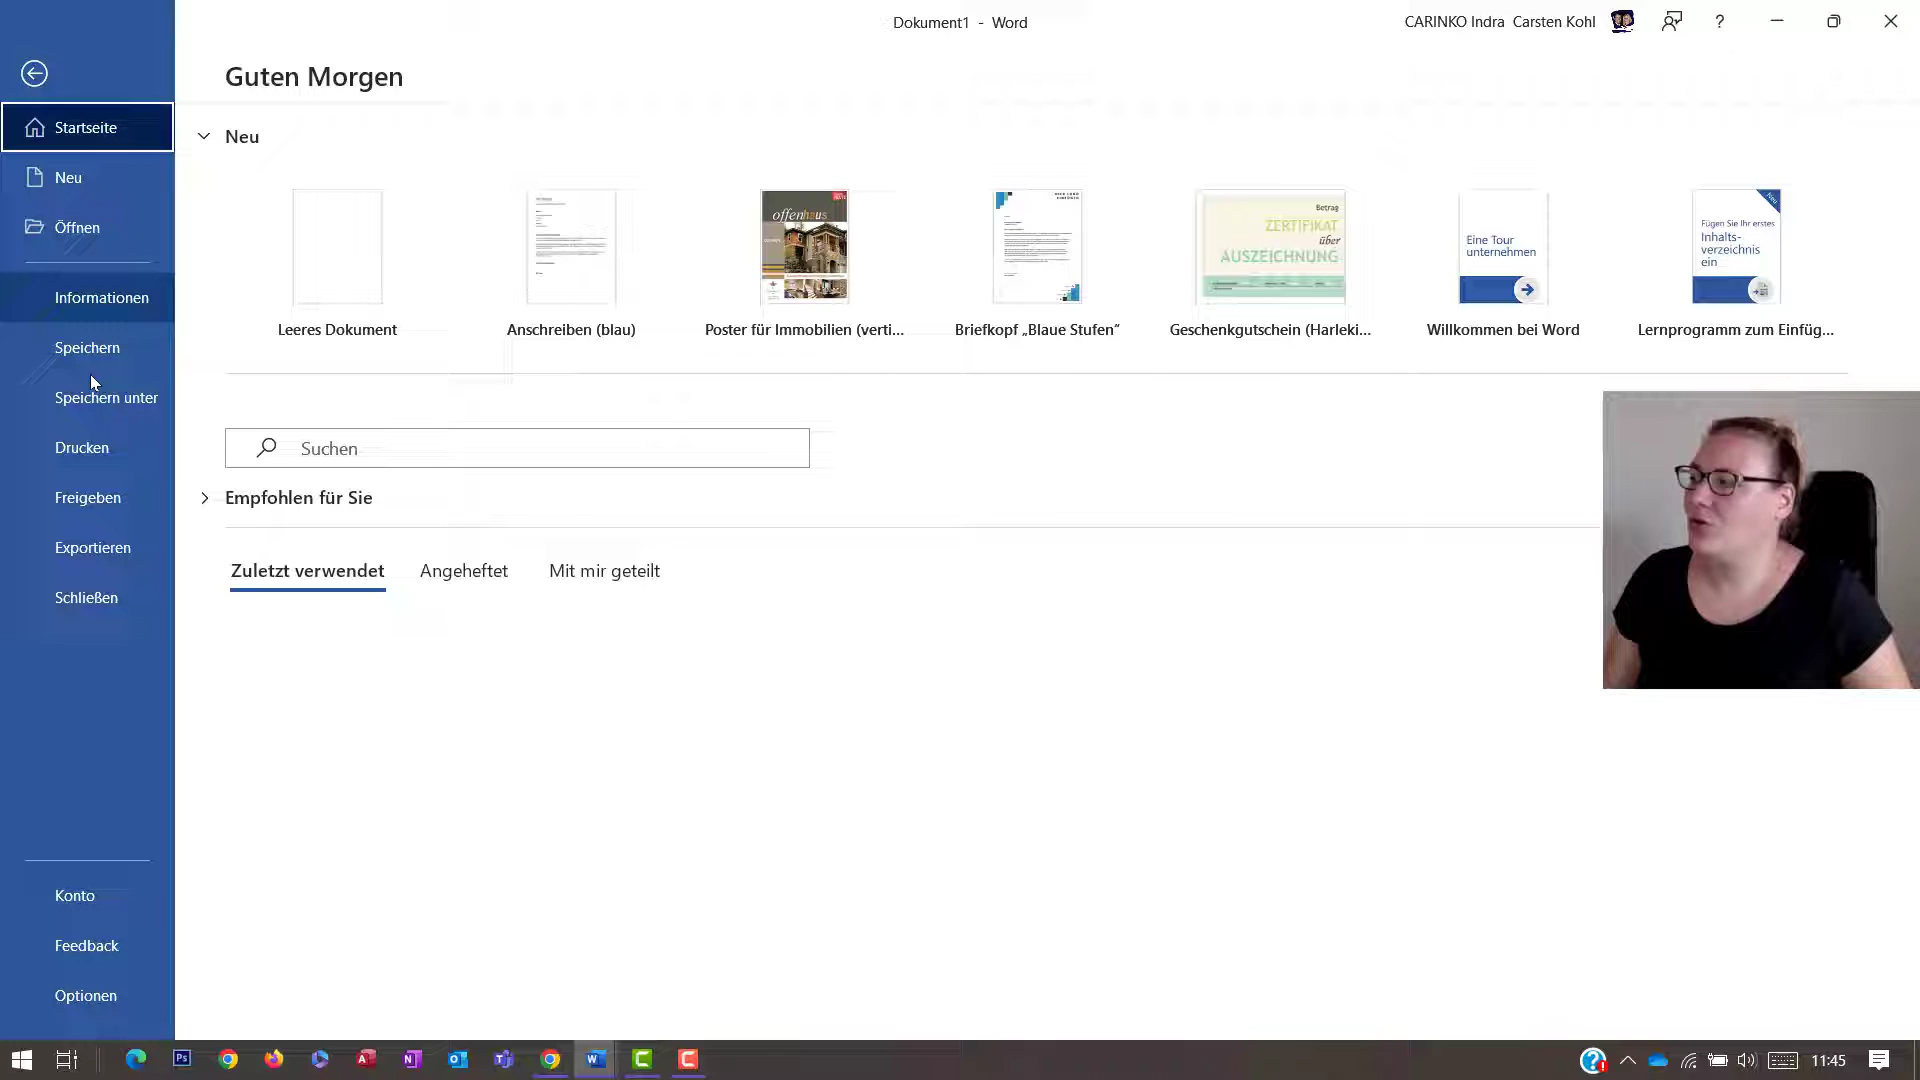 Dokument1 - Word
CARINKO Indra Carsten Kohl
?
Guten Morgen
Startseite
Neu
Öffnen
Informationen
Speichern
Speichern unter
Drucken
Freigeben
Exportieren
Schließen
Konto
Feedback
Optionen
Neu
offenhaus
Betrag
ZERTIFIKAT
über
AUSZEICHNUNG
Eine Tour
unternehmen
Neu
Fügen Sie Ihr erstes
Inhalts-
verzeichnis
ein
Leeres Dokument
Anschreiben (blau)
Poster für Immobilien (verti...
Briefkopf „Blaue Stufen“
Geschenkgutschein (Harleki...
Willkommen bei Word
Lernprogramm zum Einfüg...
Suchen
Empfohlen für Sie
Zuletzt verwendet
Angeheftet
Mit mir geteilt
11:45